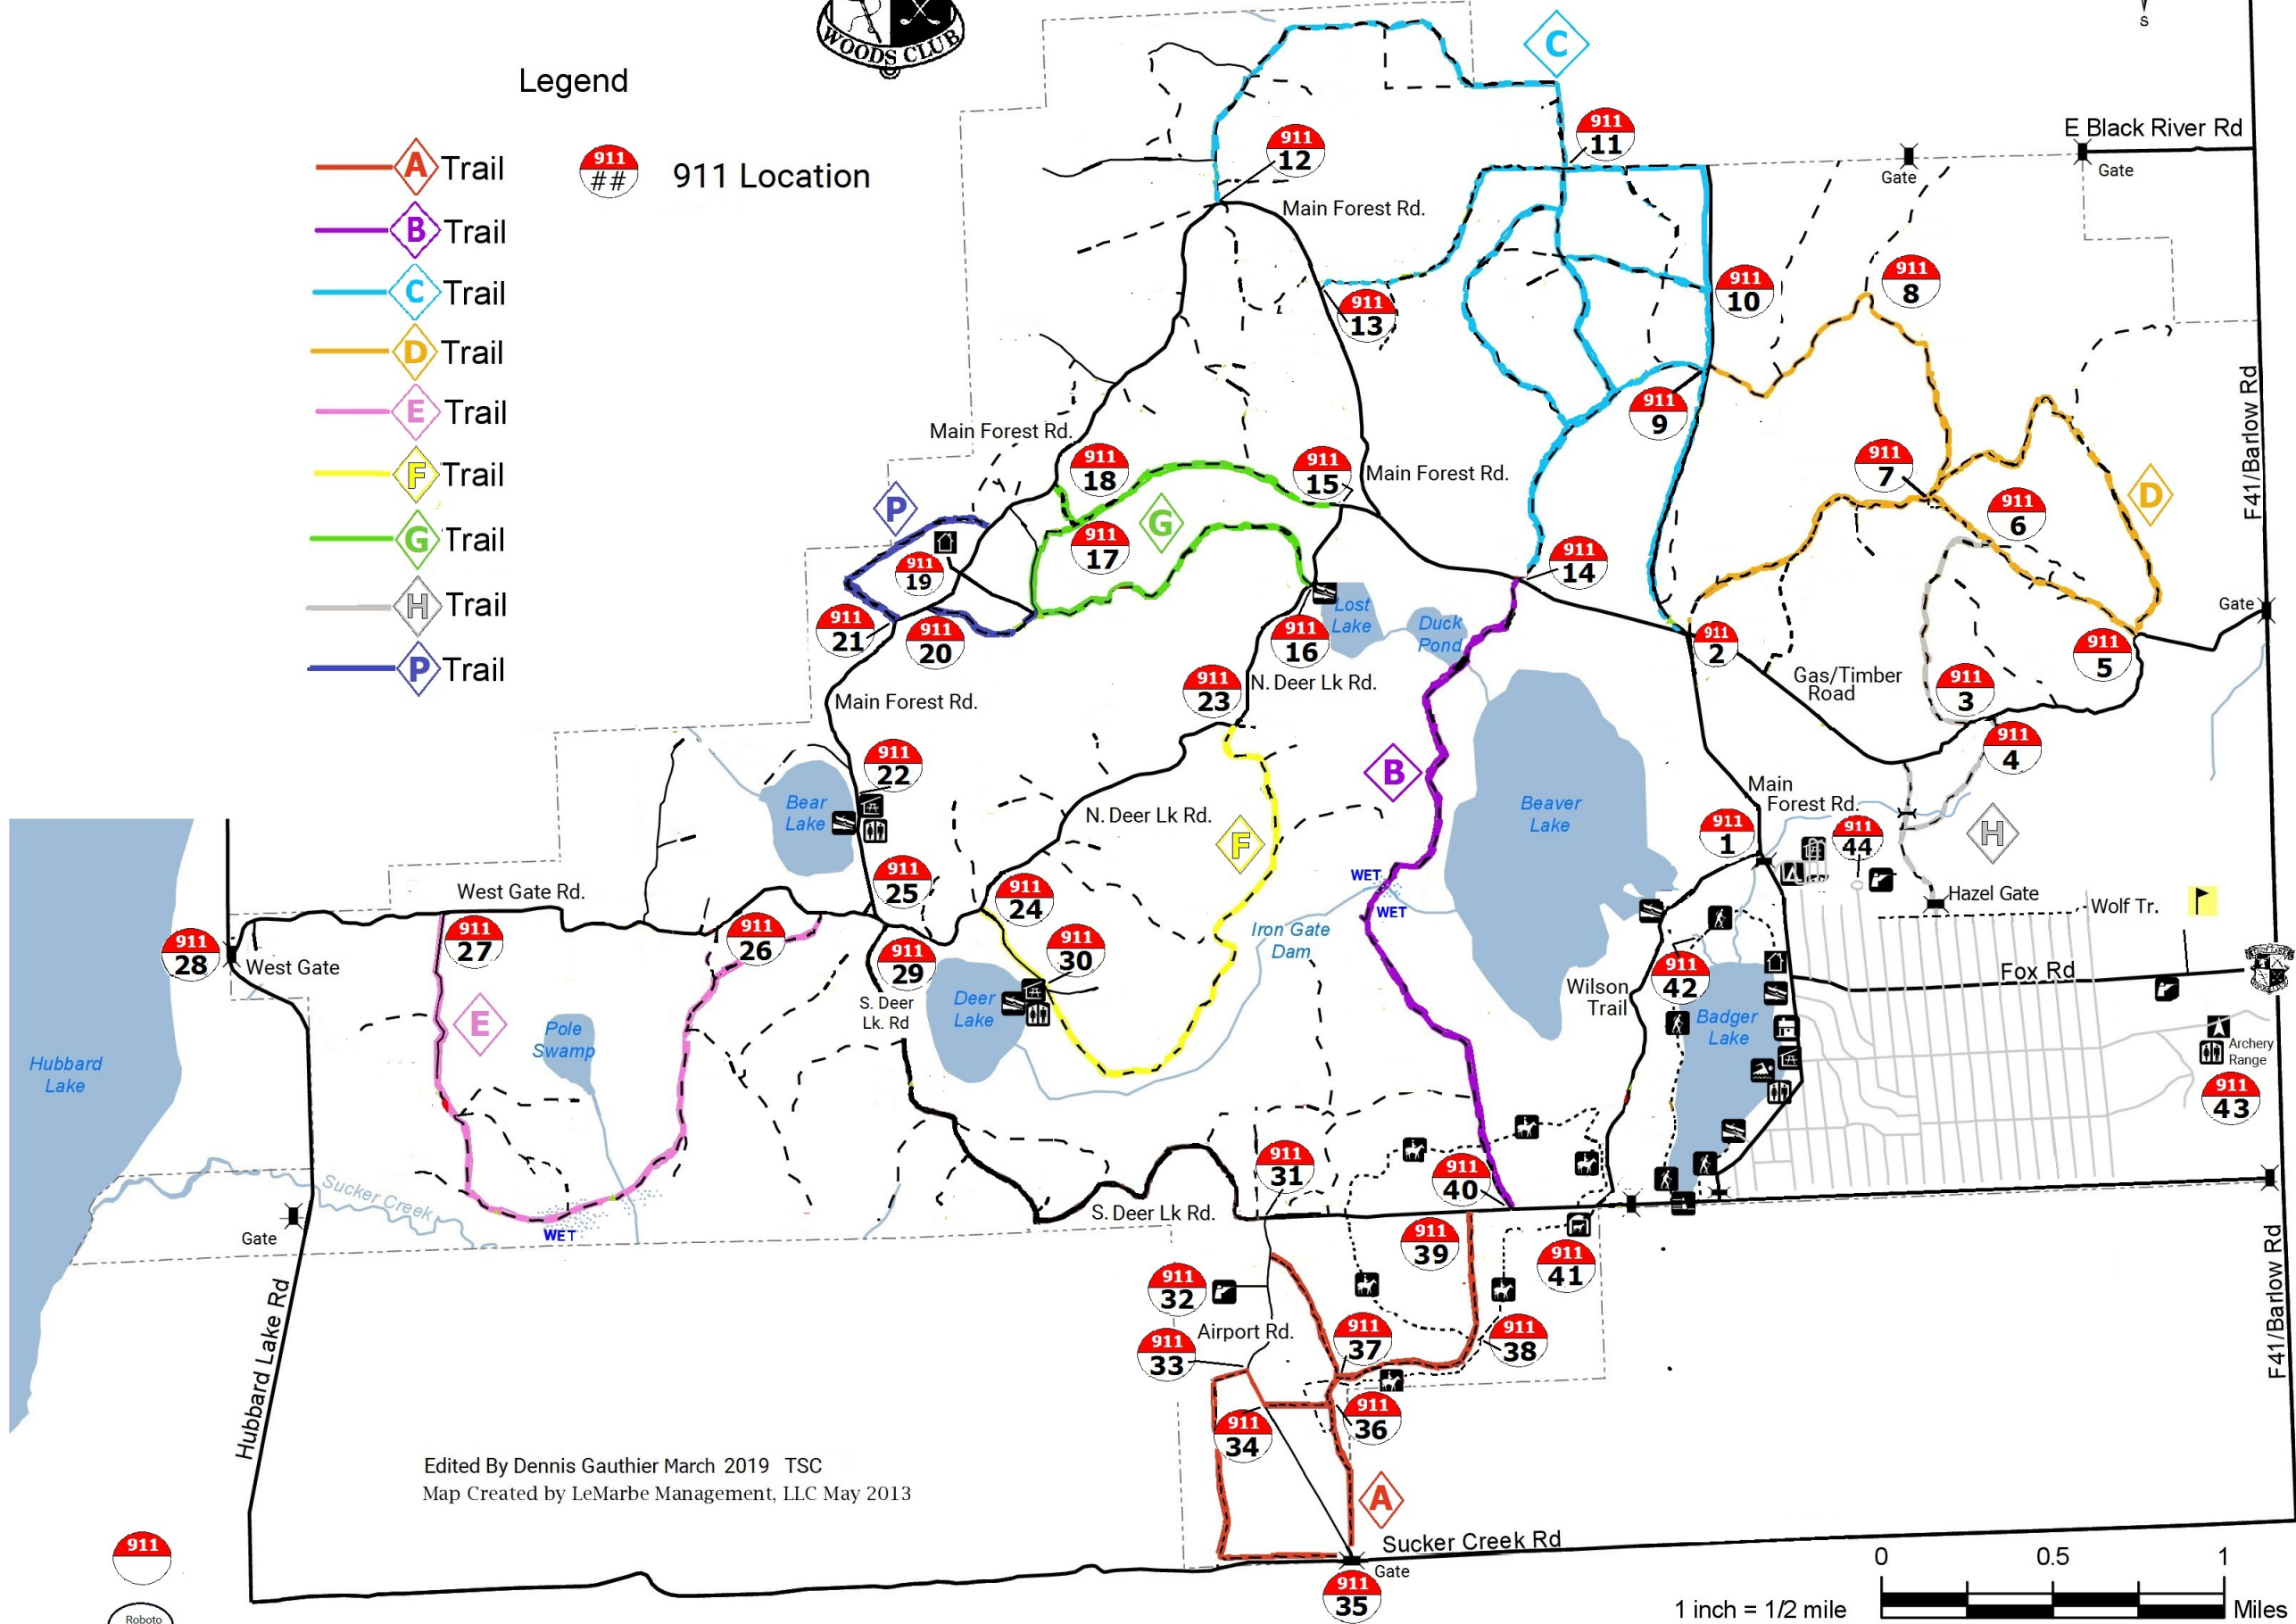 WOODS CLUB
S
Legend
A Trail
B Trail
C Trail
D Trail
E Trail
F Trail
G Trail
H Trail
P Trail
911 ##
911 Location
C
911 11
E Black River Rd
Gate
Gate
911 12
Main Forest Rd.
911 10
911 8
911 13
F41/Barlow Rd
911 9
Main Forest Rd.
911 18
911 15
Main Forest Rd.
911 7
911 6
D
P
G
911 17
911 19
911 14
911 21
911 20
911 16
Lost
Lake
Duck
Pond
911 2
Gate
911 5
911 23
N. Deer Lk Rd.
Main Forest Rd.
Gas/Timber
Road
911 3
911 4
911 22
B
Bear
Lake
N. Deer Lk Rd.
F
Beaver
Lake
Main
Forest Rd.
911 1
911 44
H
West Gate Rd.
911 25
911 24
WET
WET
Hazel Gate
Wolf Tr.
911 28
West Gate
911 27
911 26
911 29
911 30
Iron Gate
Dam
911 42
Fox Rd
Wilson
Trail
S. Deer
Lk. Rd
Deer
Lake
E
Pole
Swamp
Badger
Lake
Archery
Range
911 43
Hubbard
Lake
Sucker Creek
WET
Gate
911 31
S. Deer Lk Rd.
911 40
911 39
911 41
911 32
Airport Rd.
911 33
911 37
911 38
911 34
911 36
Hubbard Lake Rd
F41/Barlow Rd
A
Edited By Dennis Gauthier March 2019 TSC
Map Created by LeMarbe Management, LLC May 2013
Sucker Creek Rd
Gate
911 35
911
Roboto
0 0.5 1
1 inch = 1/2 mile
Miles